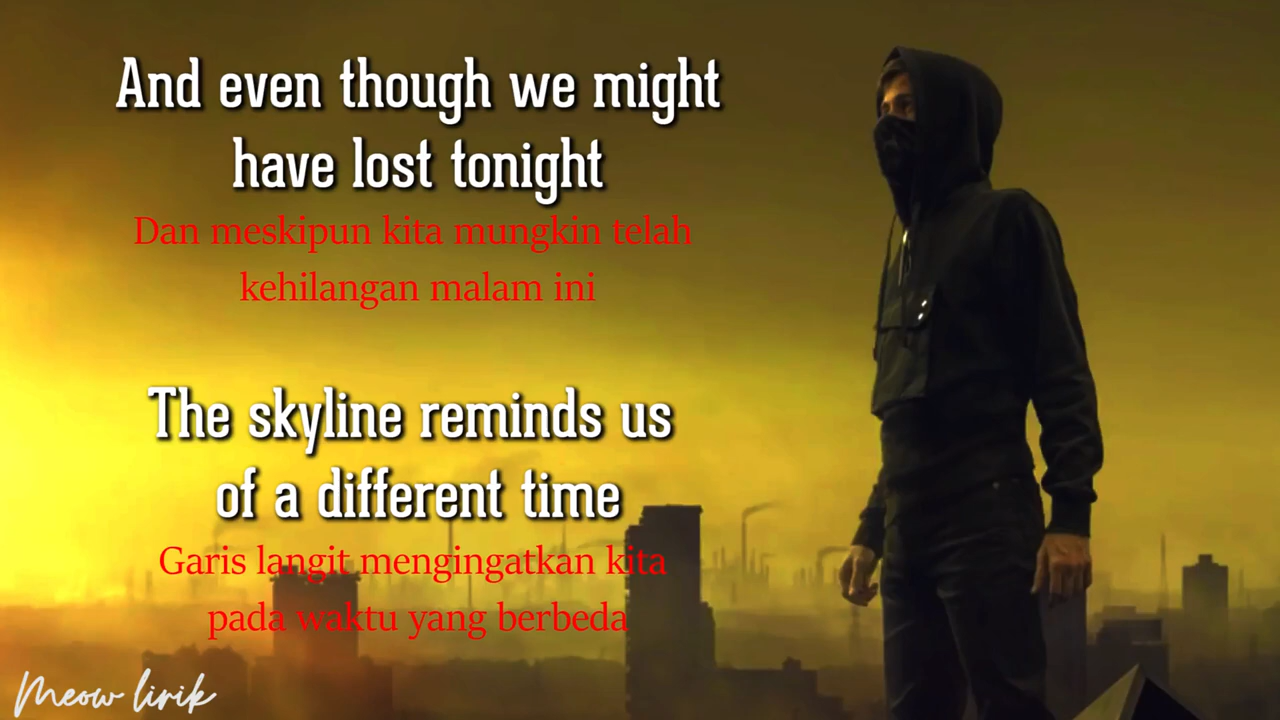 And even though we might
have lost tonight
Dan meskipun kita mungkin telah
kehilangan malam ini
The skyline reminds us
of a different time
Garis langit mengingatkan kita
pada waktu yang berbeda
Meow lirik